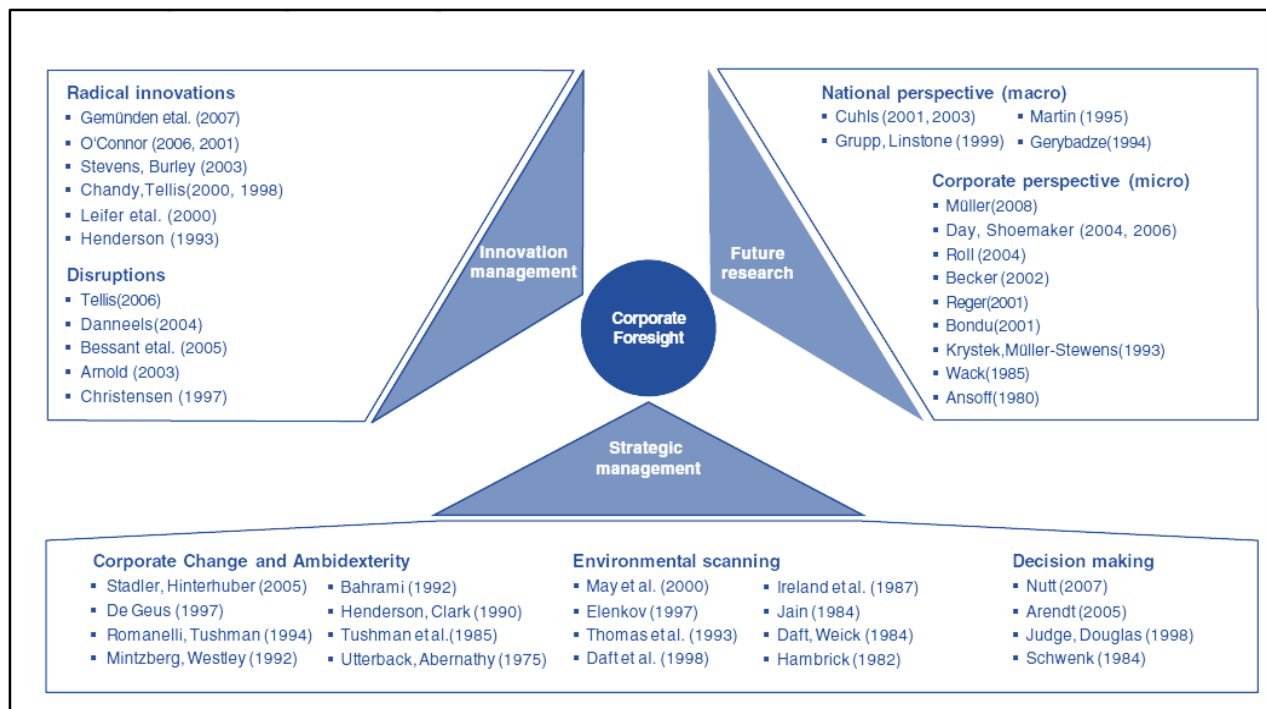 Radical innovations
▪ Gemünden etal. (2007)
▪ O‘Connor (2006, 2001)
▪ Stevens, Burley (2003)
▪ Chandy,Tellis(2000, 1998)
▪ Leifer etal. (2000)
▪ Henderson (1993)
Disruptions
▪ Tellis(2006)
▪ Danneels(2004)
▪ Bessant etal. (2005)
▪ Arnold (2003)
▪ Christensen (1997)
Innovation
management
Corporate
Foresight
Future
research
National perspective (macro)
▪ Cuhls (2001, 2003) ▪ Martin (1995)
▪ Grupp, Linstone (1999) ▪ Gerybadze(1994)
Corporate perspective (micro)
▪ Müller(2008)
▪ Day, Shoemaker (2004, 2006)
▪ Roll (2004)
▪ Becker (2002)
▪ Reger(2001)
▪ Bondu(2001)
▪ Krystek,Müller-Stewens(1993)
▪ Wack(1985)
▪ Ansoff(1980)
Strategic
management
Corporate Change and Ambidexterity
▪ Stadler, Hinterhuber (2005) ▪ Bahrami (1992)
▪ De Geus (1997) ▪ Henderson, Clark (1990)
▪ Romanelli, Tushman (1994) ▪ Tushman et al.(1985)
▪ Mintzberg, Westley (1992) ▪ Utterback, Abernathy (1975)
Environmental scanning
▪ May et al. (2000) ▪ Ireland et al. (1987)
▪ Elenkov (1997) ▪ Jain (1984)
▪ Thomas et al. (1993) ▪ Daft, Weick (1984)
▪ Daft et al. (1998) ▪ Hambrick (1982)
Decision making
▪ Nutt (2007)
▪ Arendt (2005)
▪ Judge, Douglas (1998)
▪ Schwenk (1984)